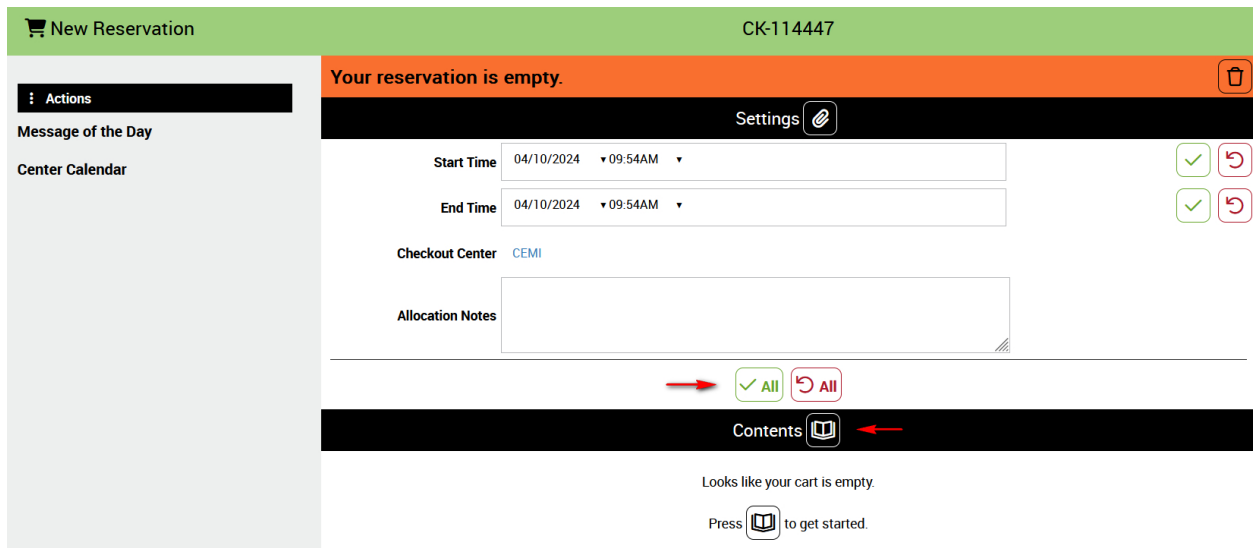 New Reservation
CK-114447
Actions
Message of the Day
Center Calendar
Your reservation is empty.
Settings
Start Time 04/10/2024 ▾ 09:54AM ▾
End Time 04/10/2024 ▾ 09:54AM ▾
Checkout Center CEMI
Allocation Notes
All All
Contents
Looks like your cart is empty.
Press to get started.